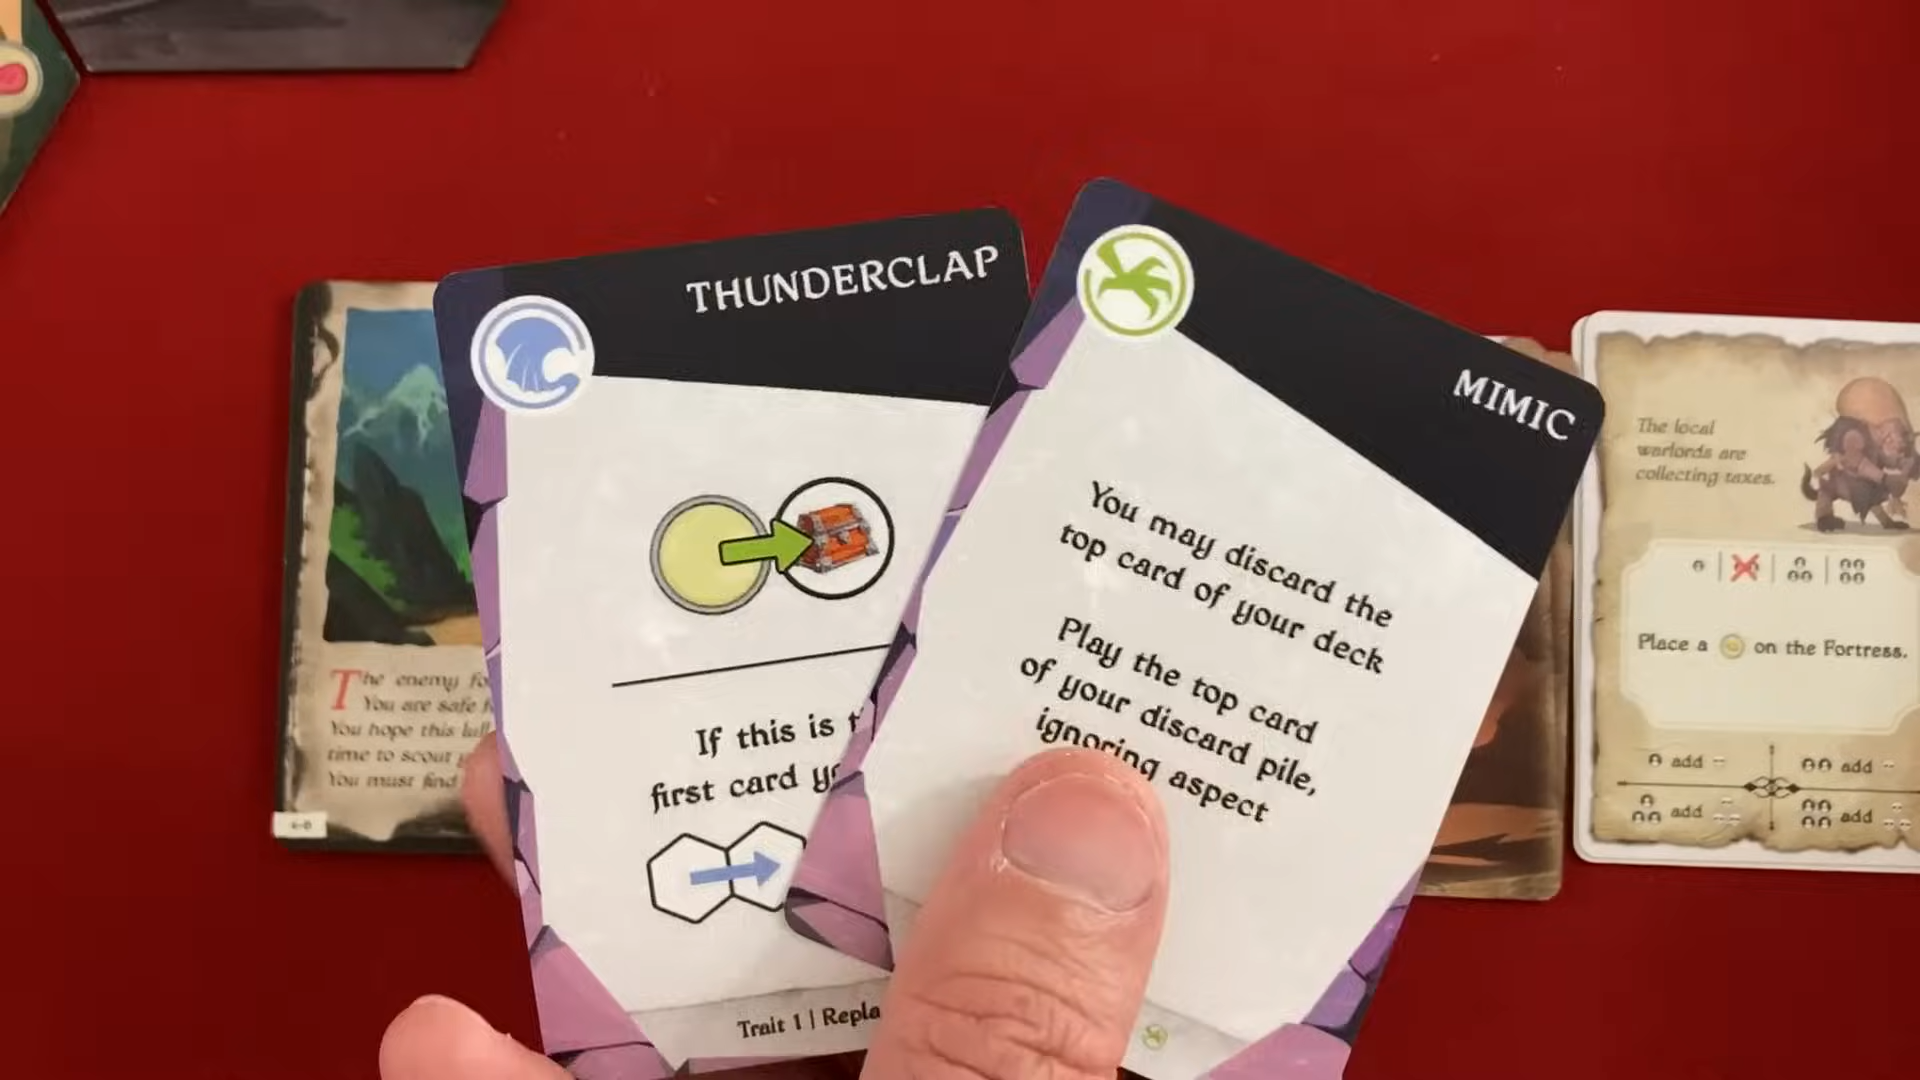 THUNDERCLAP
If this is
first card
Trait 1 | Repla
MIMIC
You may discard the
top card of your deck
Play the top card
of your discard pile,
ignoring aspect
The enemy
You are safe
You hope this lull
time to scout
You must find
The local
warlords are
collecting taxes.
Place a on the Fortress.
add
add
add
add